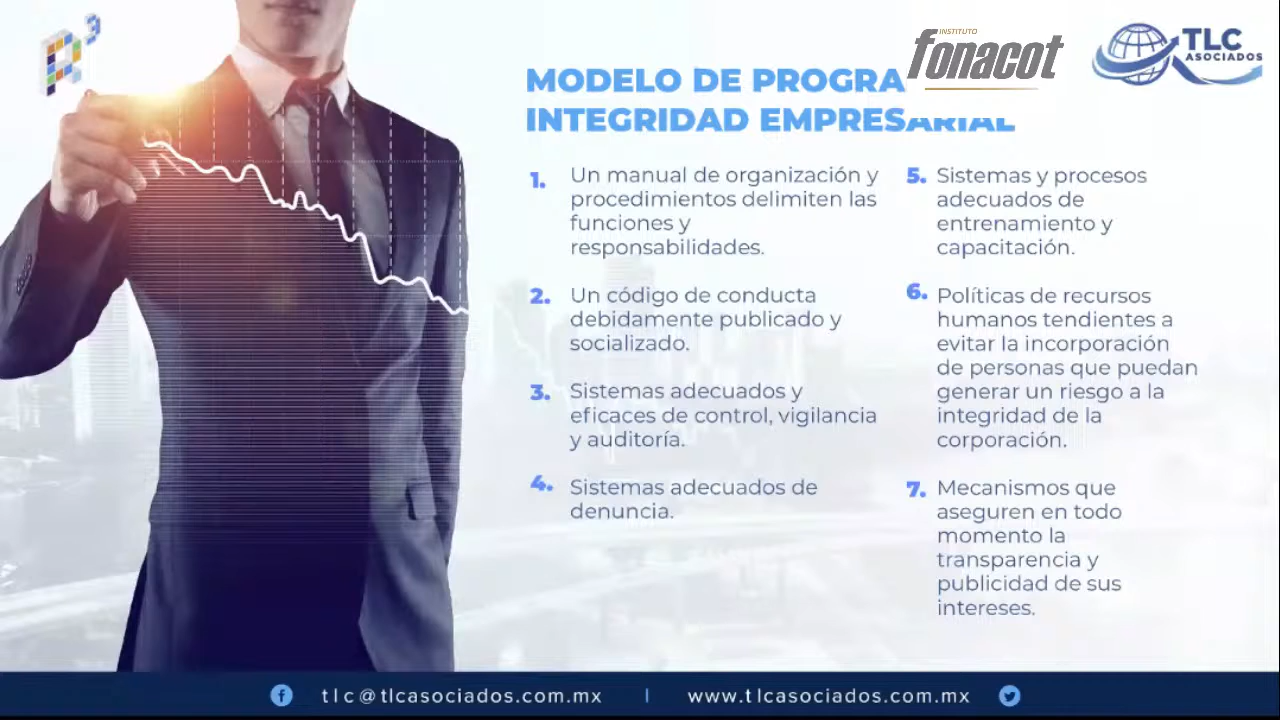 R3
INSTITUTO
fonacot
TLC
ASOCIADOS
MODELO DE PROGRA
INTEGRIDAD EMPRESARIAL
1. Un manual de organización y
procedimientos delimiten las
funciones y
responsabilidades.
2. Un código de conducta
debidamente publicado y
socializado.
3. Sistemas adecuados y
eficaces de control, vigilancia
y auditoría.
4. Sistemas adecuados de
denuncia.
5. Sistemas y procesos
adecuados de
entrenamiento y
capacitación.
6. Políticas de recursos
humanos tendientes a
evitar la incorporación
de personas que puedan
generar un riesgo a la
integridad de la
corporación.
7. Mecanismos que
aseguren en todo
momento la
transparencia y
publicidad de sus
intereses.
tlc@tlcasociados.com.mx | www.tlcasociados.com.mx